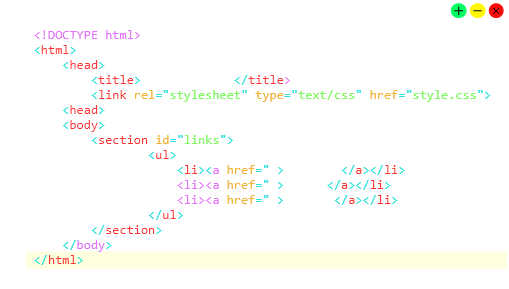 <!DOCTYPE html>
<html>
<head>
<title> </title>
<link rel="stylesheet" type="text/css" href="style.css">
<head>
<body>
<section id="links">
<ul>
<li><a href=" > </a></li>
<li><a href=" > </a></li>
<li><a href=" > </a></li>
</ul>
</section>
</body>
</html>